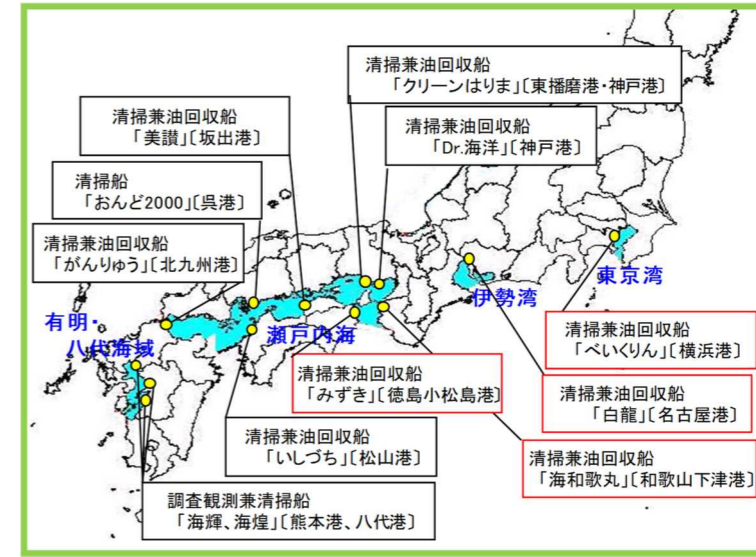 清掃兼油回収船
「クリーンはりま」〔東播磨港・神戸港〕
清掃兼油回収船
「美讃」〔坂出港〕
清掃兼油回収船
「Dr.海洋」〔神戸港〕
清掃船
「おんど2000」〔呉港〕
清掃兼油回収船
「がんりゅう」〔北九州港〕
東京湾
伊勢湾
有明・
八代海域
瀬戸内海
清掃兼油回収船
「べいくりん」〔横浜港〕
清掃兼油回収船
「みずき」〔徳島小松島港〕
清掃兼油回収船
「白龍」〔名古屋港〕
清掃兼油回収船
「いしづち」〔松山港〕
清掃兼油回収船
「海和歌丸」〔和歌山下津港〕
調査観測兼清掃船
「海輝、海煌」〔熊本港、八代港〕